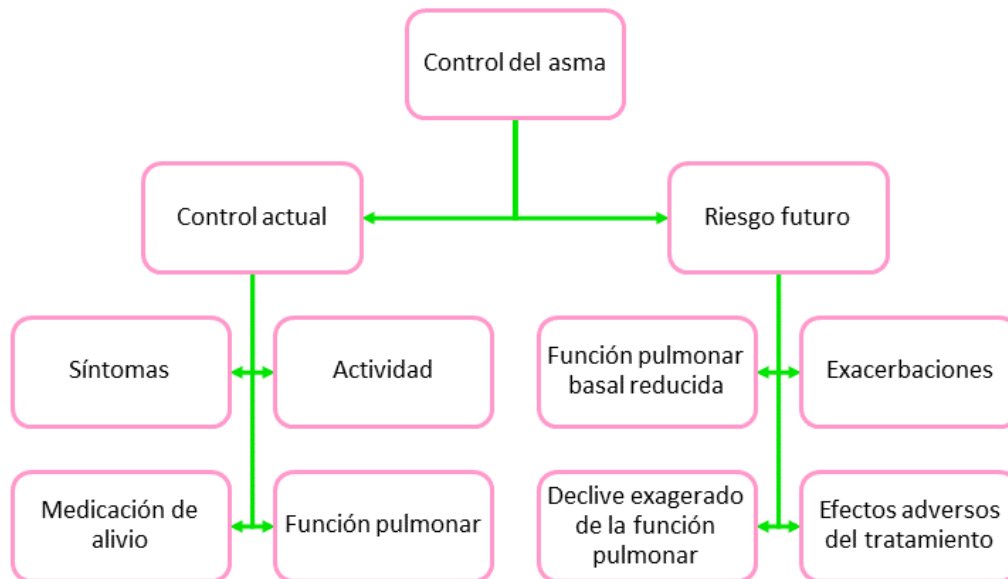 Control del asma
Control actual
Riesgo futuro
Síntomas
Actividad
Función pulmonar
basal reducida
Exacerbaciones
Medicación de
alivio
Función pulmonar
Declive exagerado
de la función
pulmonar
Efectos adversos
del tratamiento